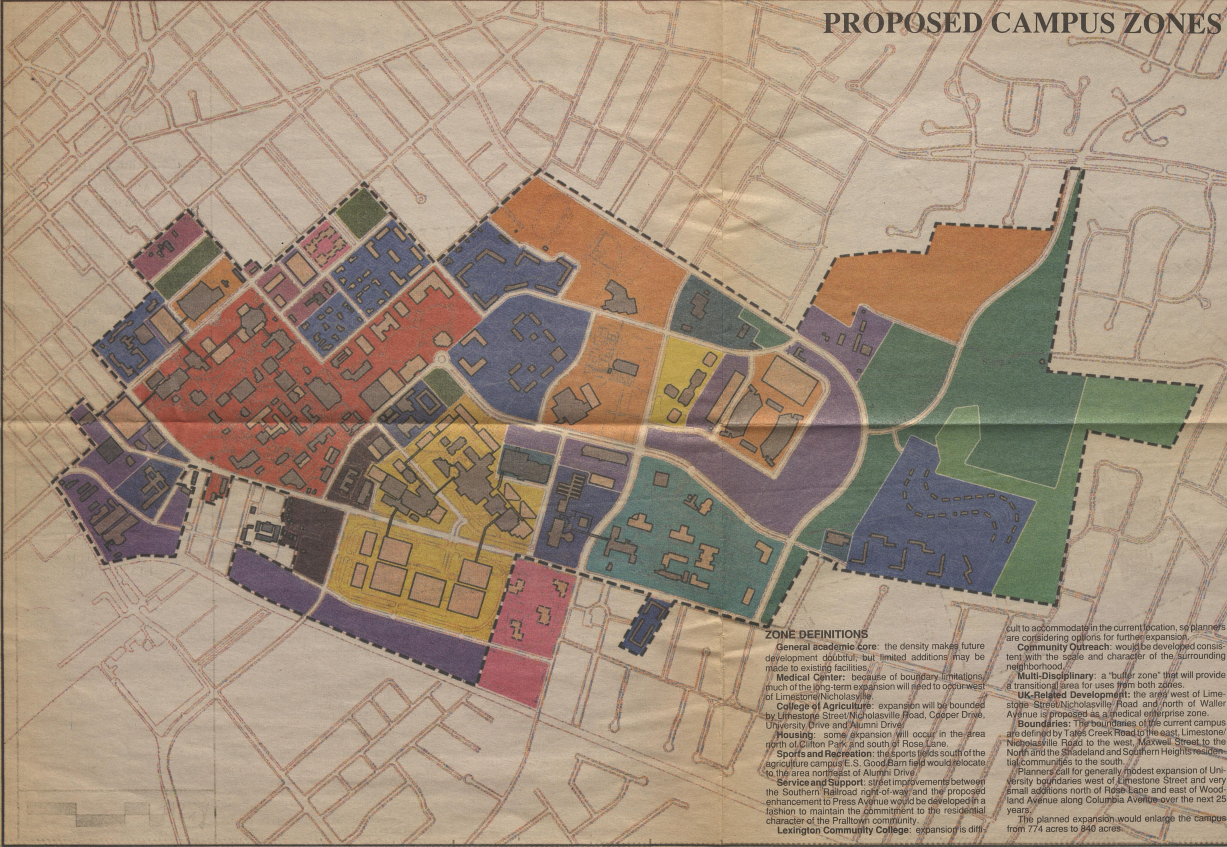 PROPOSED CAMPUS ZONES
ZONE DEFINITIONS
General academic core: the density makes future
development doubtful, but limited additions may be
made to existing facilities.
Medical Center: because of boundary limitations,
much of the long-term expansion will need to occur west
of Limestone/Nicholasville.
College of Agriculture: expansion will be bounded
by Limestone Street/Nicholasville Road, Cooper Drive,
University Drive and Alumni Drive.
Housing: some expansion will occur in the area
north of Clifton Park and south of Rose Lane.
Sports and Recreation: the sports fields south of the
agriculture campus E.S. Good Barn field would relocate
to the area northeast of Alumni Drive.
Service and Support: street improvements between
the Southern Railroad right-of-way and the proposed
enhancement to Press Avenue would be developed in a
fashion to maintain the commitment to the residential
character of the Pralltown community.
Lexington Community College: expansion is diffi-
cult to accommodate in the current location, so planners
are considering options for further expansion.
Community Outreach: would be developed consis-
tent with the scale and character of the surrounding
neighborhood.
Multi-Disciplinary: a "buffer zone" that will provide
a transitional area for uses from both zones.
UK-Related Development: the area west of Lime-
stone Street/Nicholasville Road and north of Waller
Avenue is proposed as a medical enterprise zone.
Boundaries: The boundaries of the current campus
are defined by Tates Creek Road to the east, Limestone/
Nicholasville Road to the west, Maxwell Street to the
North and the Shadeland and Southern Heights residen-
tial communities to the south.
Planners call for generally modest expansion of Uni-
versity boundaries west of Limestone Street and very
small additions north of Rose Lane and east of Wood-
land Avenue along Columbia Avenue over the next 25
years.
The planned expansion would enlarge the campus
from 774 acres to 840 acres.